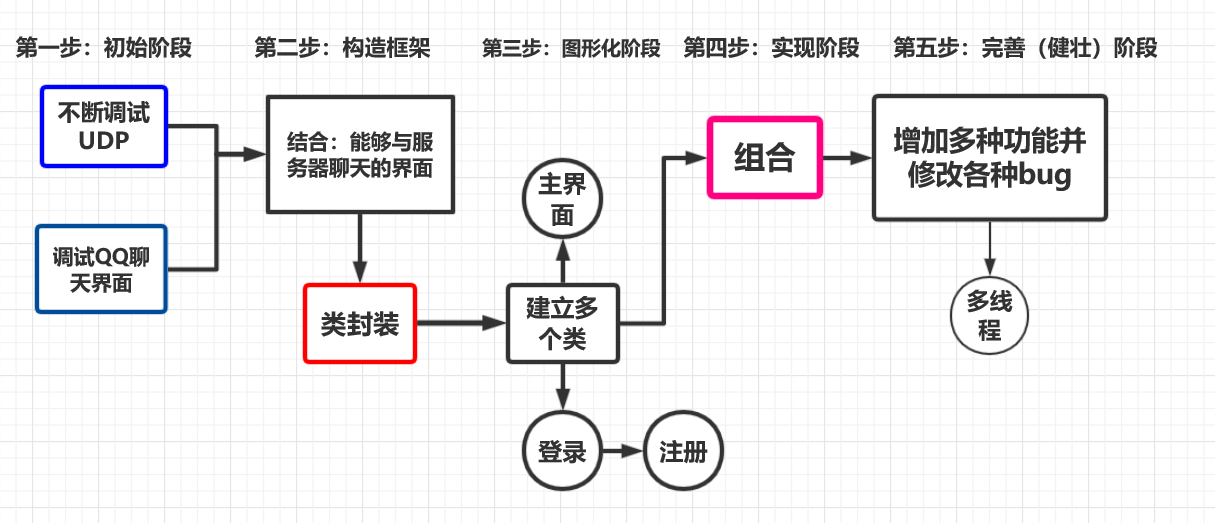 第一步：初始阶段
第二步：构造框架
第三步：图形化阶段
第四步：实现阶段
第五步：完善（健壮）阶段
不断调试
UDP
调试QQ聊
天界面
结合：能够与服
务器聊天的界面
类封装
主界
面
建立多
个类
登录
注册
组合
增加多种功能并
修改各种bug
多线
程